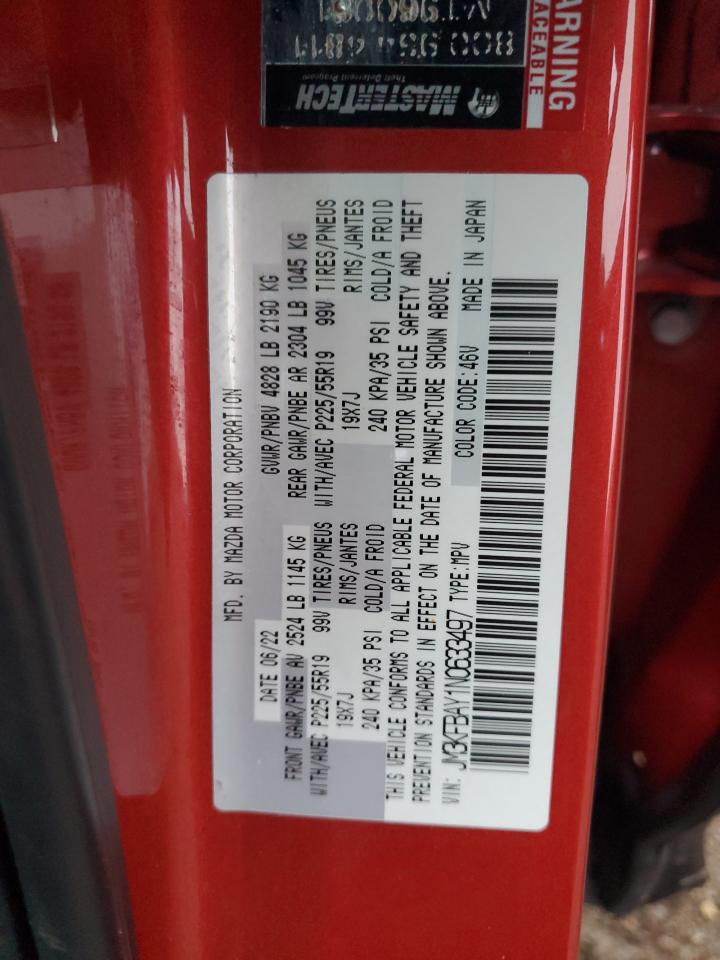 WARNING
TRACEABLE
MASTERTECH
Theft Deterrent Program
MFD. BY MAZDA MOTOR CORPORATION
DATE 06/22 GVWR/PNBV 4828 LB 2190 KG
FRONT GAWR/PNBE AV 2524 LB 1145 KG REAR GAWR/PNBE AR 2304 LB 1045 KG
WITH/AVEC P225/55R19 99V TIRES/PNEUS WITH/AVEC P225/55R19 99V TIRES/PNEUS
19X7J RIMS/JANTES 19X7J RIMS/JANTES
240 KPA/35 PSI COLD/A FROID 240 KPA/35 PSI COLD/A FROID
THIS VEHICLE CONFORMS TO ALL APPLICABLE FEDERAL MOTOR VEHICLE SAFETY AND THEFT
PREVENTION STANDARDS IN EFFECT ON THE DATE OF MANUFACTURE SHOWN ABOVE.
VIN: JM3KFBAY1N0633497 TYPE:MPV COLOR CODE:46V MADE IN JAPAN